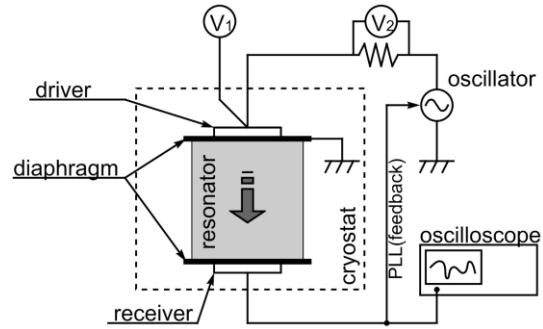 V1
V2
driver
oscillator
diaphragm
resonator
cryostat
PLL(feedback)
oscilloscope
receiver